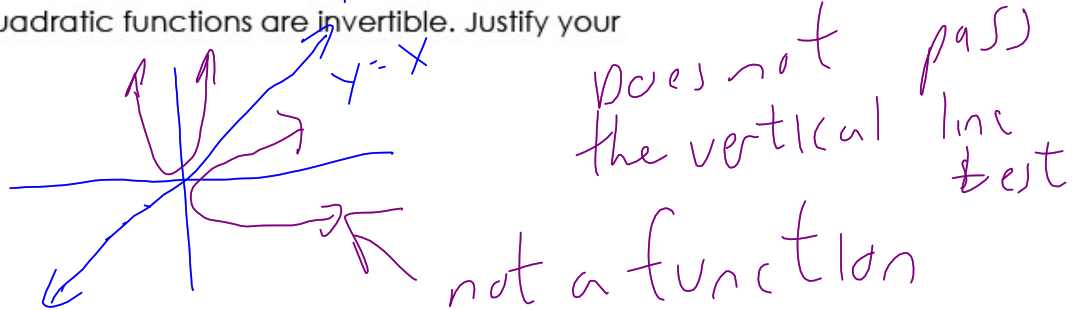 uadratic functions are invertible. Justify your
y = x
Does not pass
the vertical line
test
not a function